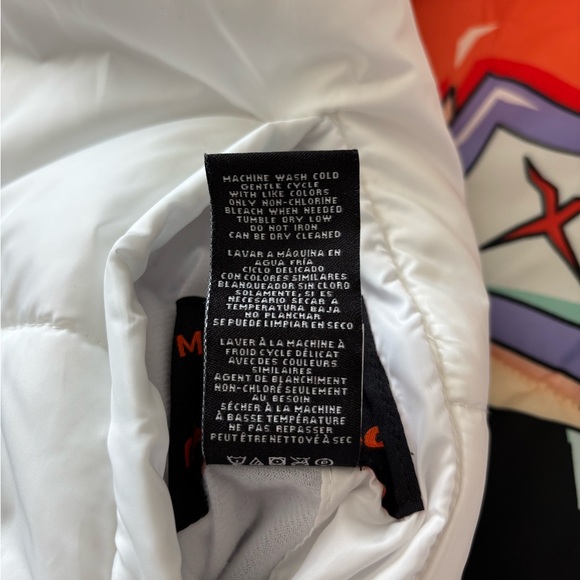 MACHINE WASH COLD
GENTLE CYCLE
WITH LIKE COLORS
ONLY NON-CHLORINE
BLEACH WHEN NEEDED
TUMBLE DRY LOW
DO NOT IRON
CAN BE DRY CLEANED
LAVAR A MÁQUINA EN
AGUA FRÍA
CICLO DELICADO
CON COLORES SIMILARES
BLANQUEADOR SIN CLORO
SOLAMENTE, SI ES
NECESARIO SECAR A
TEMPERATURA BAJA
NO PLANCHAR
SE PUEDE LIMPIAR EN SECO
LAVER À LA MACHINE À
FROID CYCLE DÉLICAT
AVEC DES COULEURS
SIMILAIRES
AGENT DE BLANCHIMENT
NON-CHLORÉ SEULEMENT
AU BESOIN
SÉCHER À LA MACHINE
À BASSE TEMPÉRATURE
NE PAS REPASSER
PEUT ÊTRE NETTOYÉ À SEC